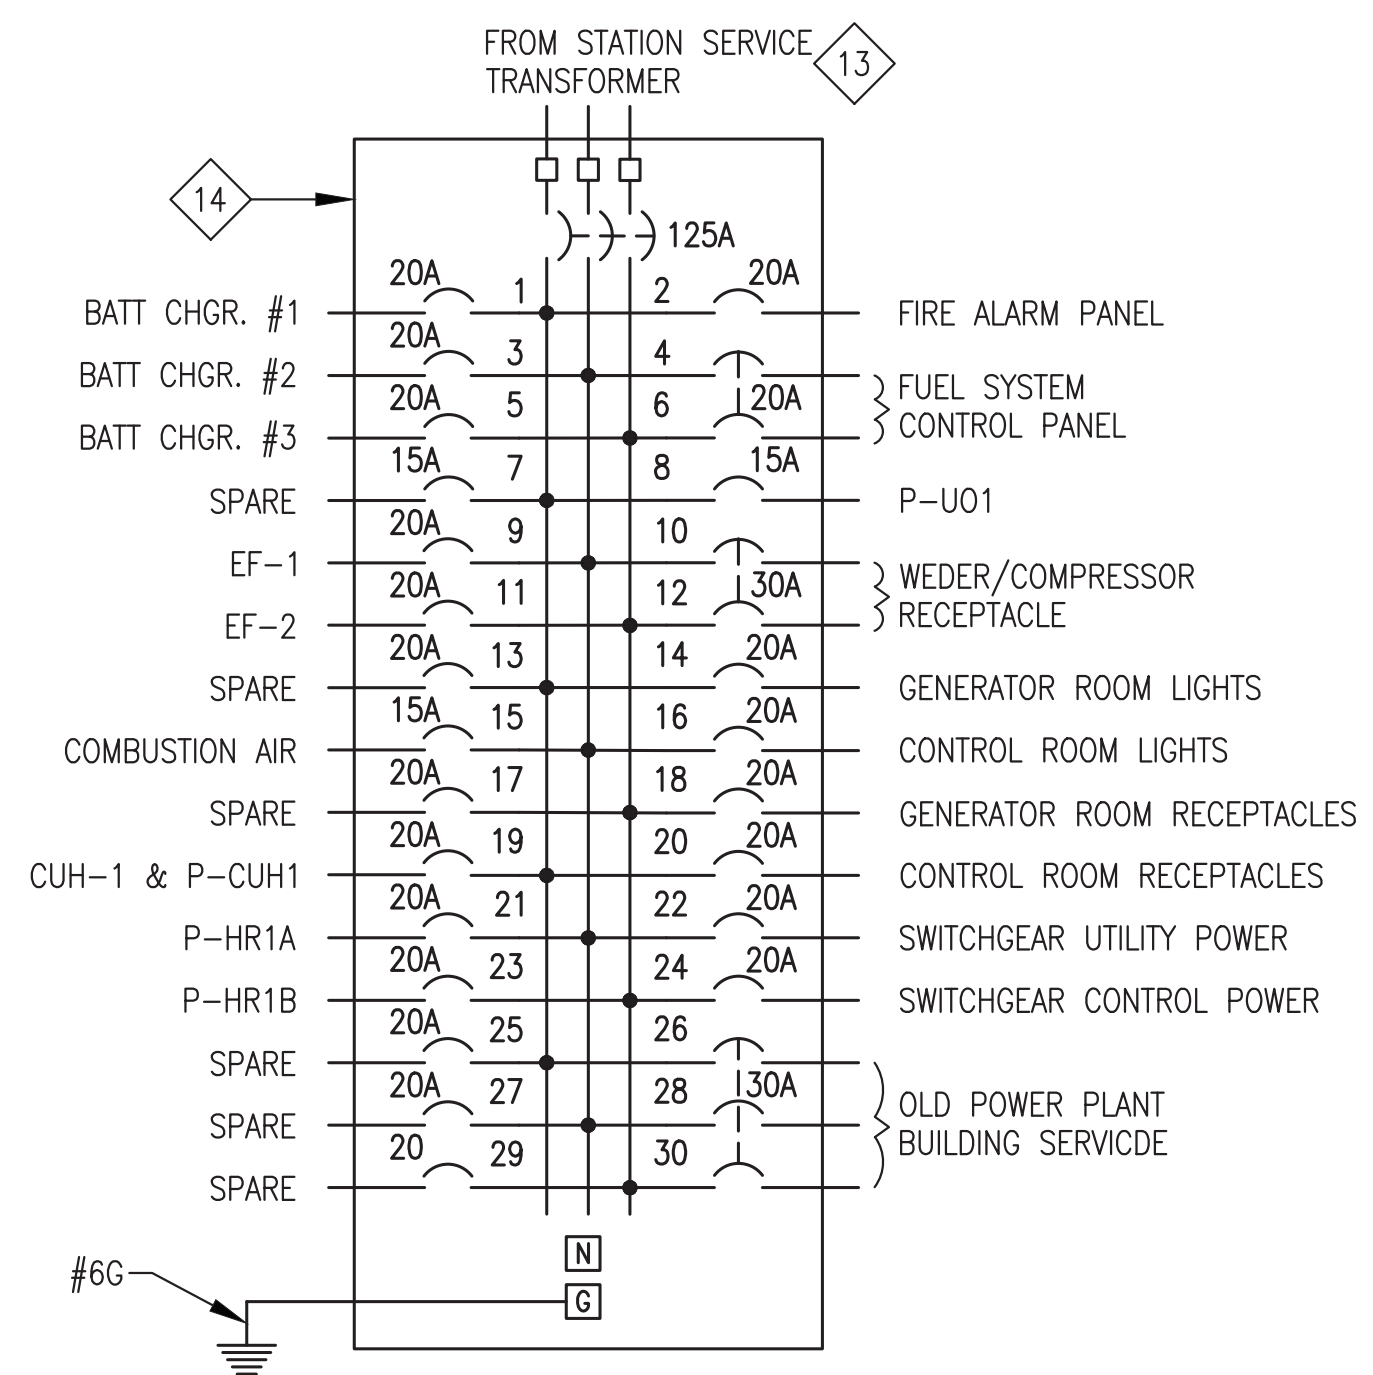 FROM STATION SERVICE
TRANSFORMER
13
14
125A
20A 1 2 20A
BATT CHGR. #1 FIRE ALARM PANEL
20A 3 4
BATT CHGR. #2 FUEL SYSTEM
20A 5 6 20A
BATT CHGR. #3 CONTROL PANEL
15A 7 8 15A
SPARE P-U01
20A 9 10
EF-1 WEDER/COMPRESSOR
20A 11 12 30A
EF-2 RECEPTACLE
20A 13 14 20A
SPARE GENERATOR ROOM LIGHTS
15A 15 16 20A
COMBUSTION AIR CONTROL ROOM LIGHTS
20A 17 18 20A
SPARE GENERATOR ROOM RECEPTACLES
20A 19 20 20A
CUH-1 & P-CUH1 CONTROL ROOM RECEPTACLES
20A 21 22 20A
P-HR1A SWITCHGEAR UTILITY POWER
20A 23 24 20A
P-HR1B SWITCHGEAR CONTROL POWER
20A 25 26
SPARE
20A 27 28 30A
OLD POWER PLANT
SPARE BUILDING SERVICDE
20 29 30
SPARE
N
#6G
G